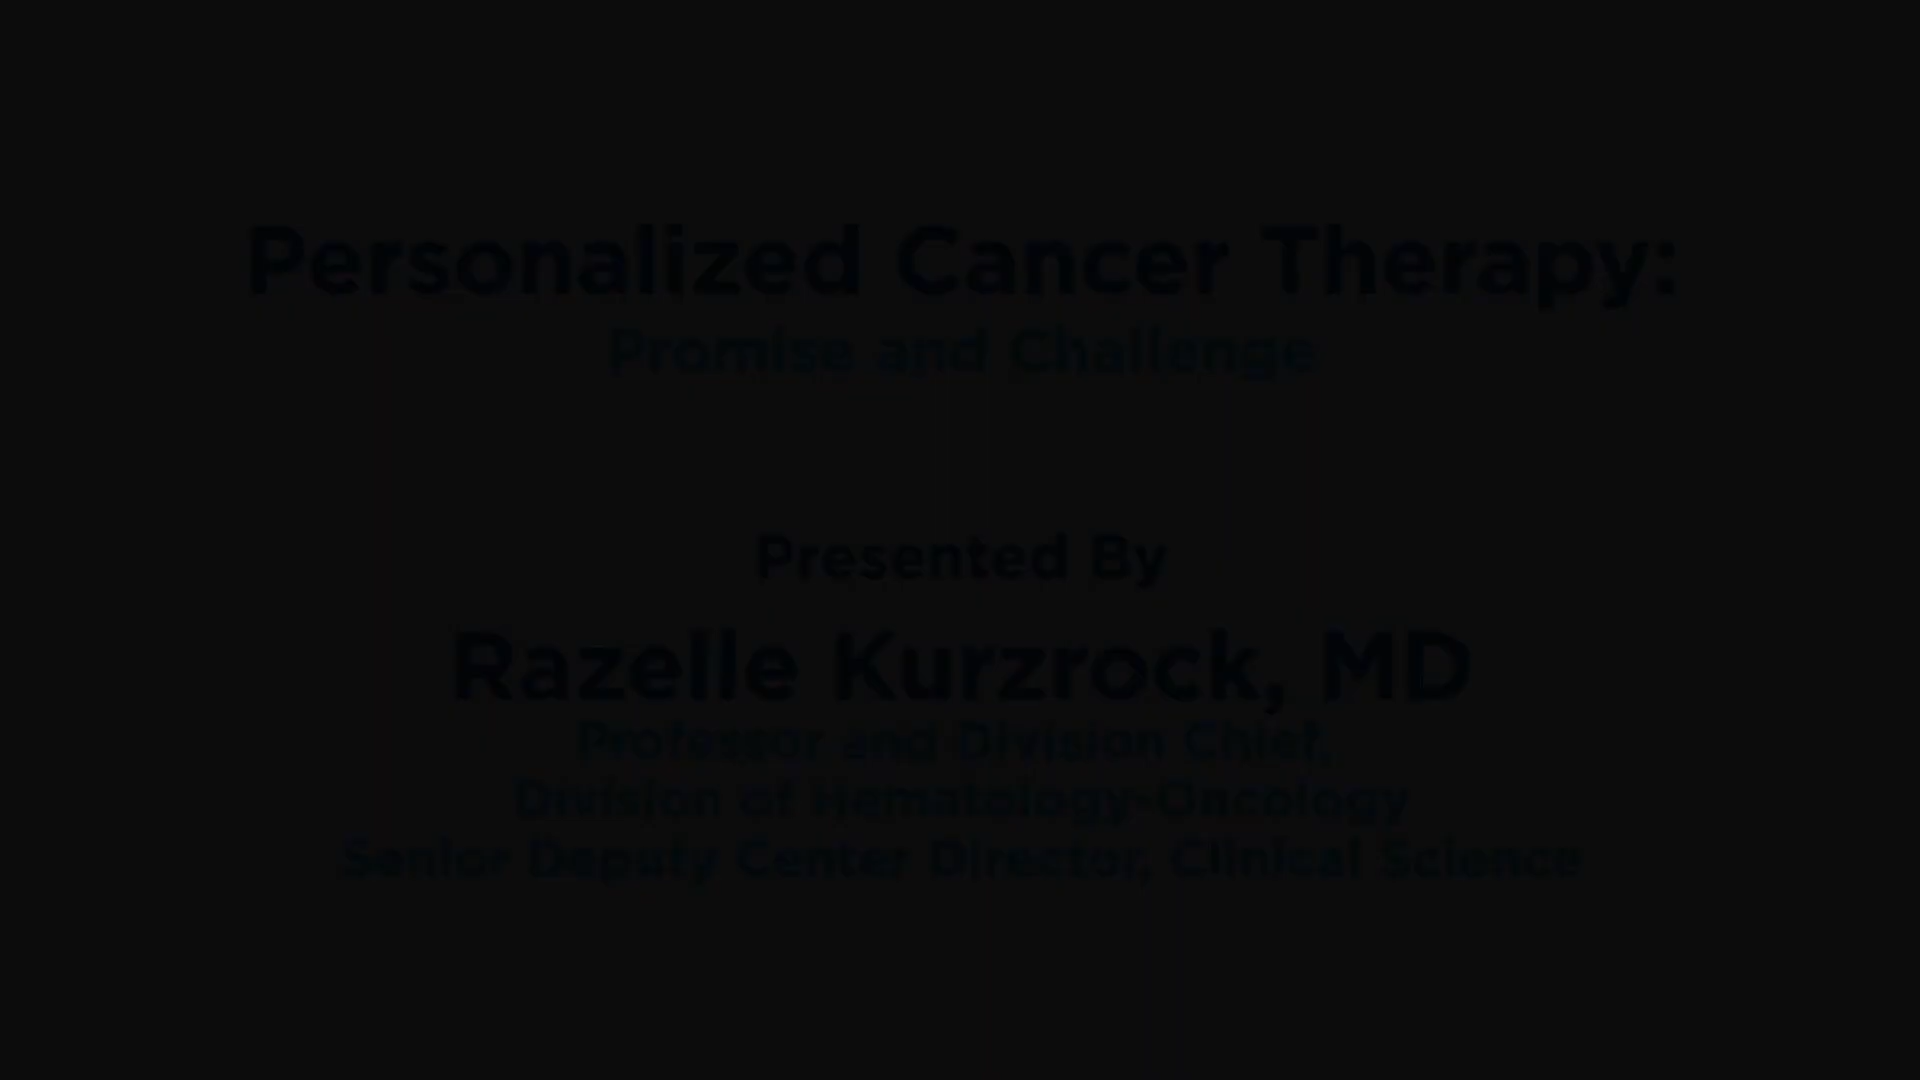 Personalized Cancer Therapy:
Promise and Challenge
Presented By
Razelle Kurzrock, MD
Professor and Division Chief,
Division of Hematology-Oncology
Senior Deputy Center Director, Clinical Science